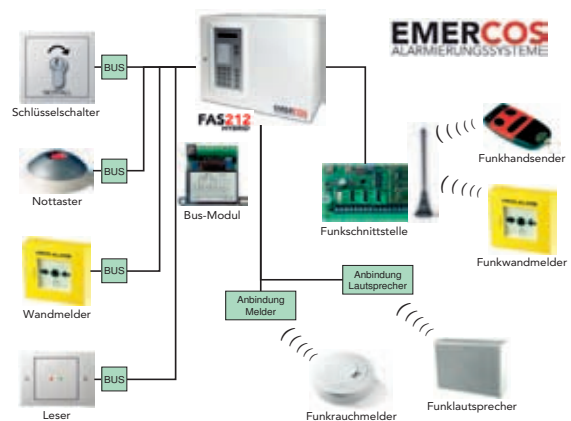 EMERCOS
ALARMIERUNGSSYSTEME
BUS
Schlüsselschalter
EMERCOS
FAS212
HYBRID
Funkhandsender
BUS
Nottaster
Bus-Modul
Funkschnittstelle
Funkwandmelder
BUS
Wandmelder
Anbindung
Lautsprecher
Anbindung
Melder
BUS
Leser
Funkrauchmelder
Funklautsprecher